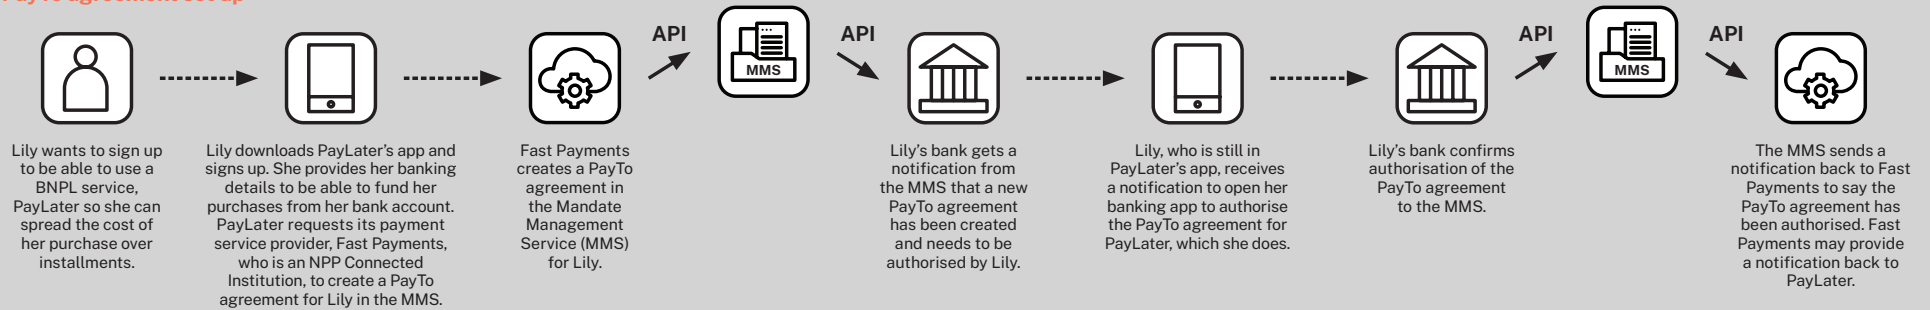 PayTo agreement set up
API
MMS
API
API
MMS
API
Lily wants to sign up
to be able to use a
BNPL service,
PayLater so she can
spread the cost of
her purchase over
installments.
Lily downloads PayLater’s app and
signs up. She provides her banking
details to be able to fund her
purchases from her bank account.
PayLater requests its payment
service provider, Fast Payments,
who is an NPP Connected
Institution, to create a PayTo
agreement for Lily in the MMS.
Fast Payments
creates a PayTo
agreement in
the Mandate
Management
Service (MMS)
for Lily.
Lily’s bank gets a
notification from
the MMS that a new
PayTo agreement
has been created
and needs to be
authorised by Lily.
Lily, who is still in
PayLater’s app, receives
a notification to open her
banking app to authorise
the PayTo agreement for
PayLater, which she does.
Lily’s bank confirms
authorisation of the
PayTo agreement
to the MMS.
The MMS sends a
notification back to Fast
Payments to say the
PayTo agreement has
been authorised. Fast
Payments may provide
a notification back to
PayLater.